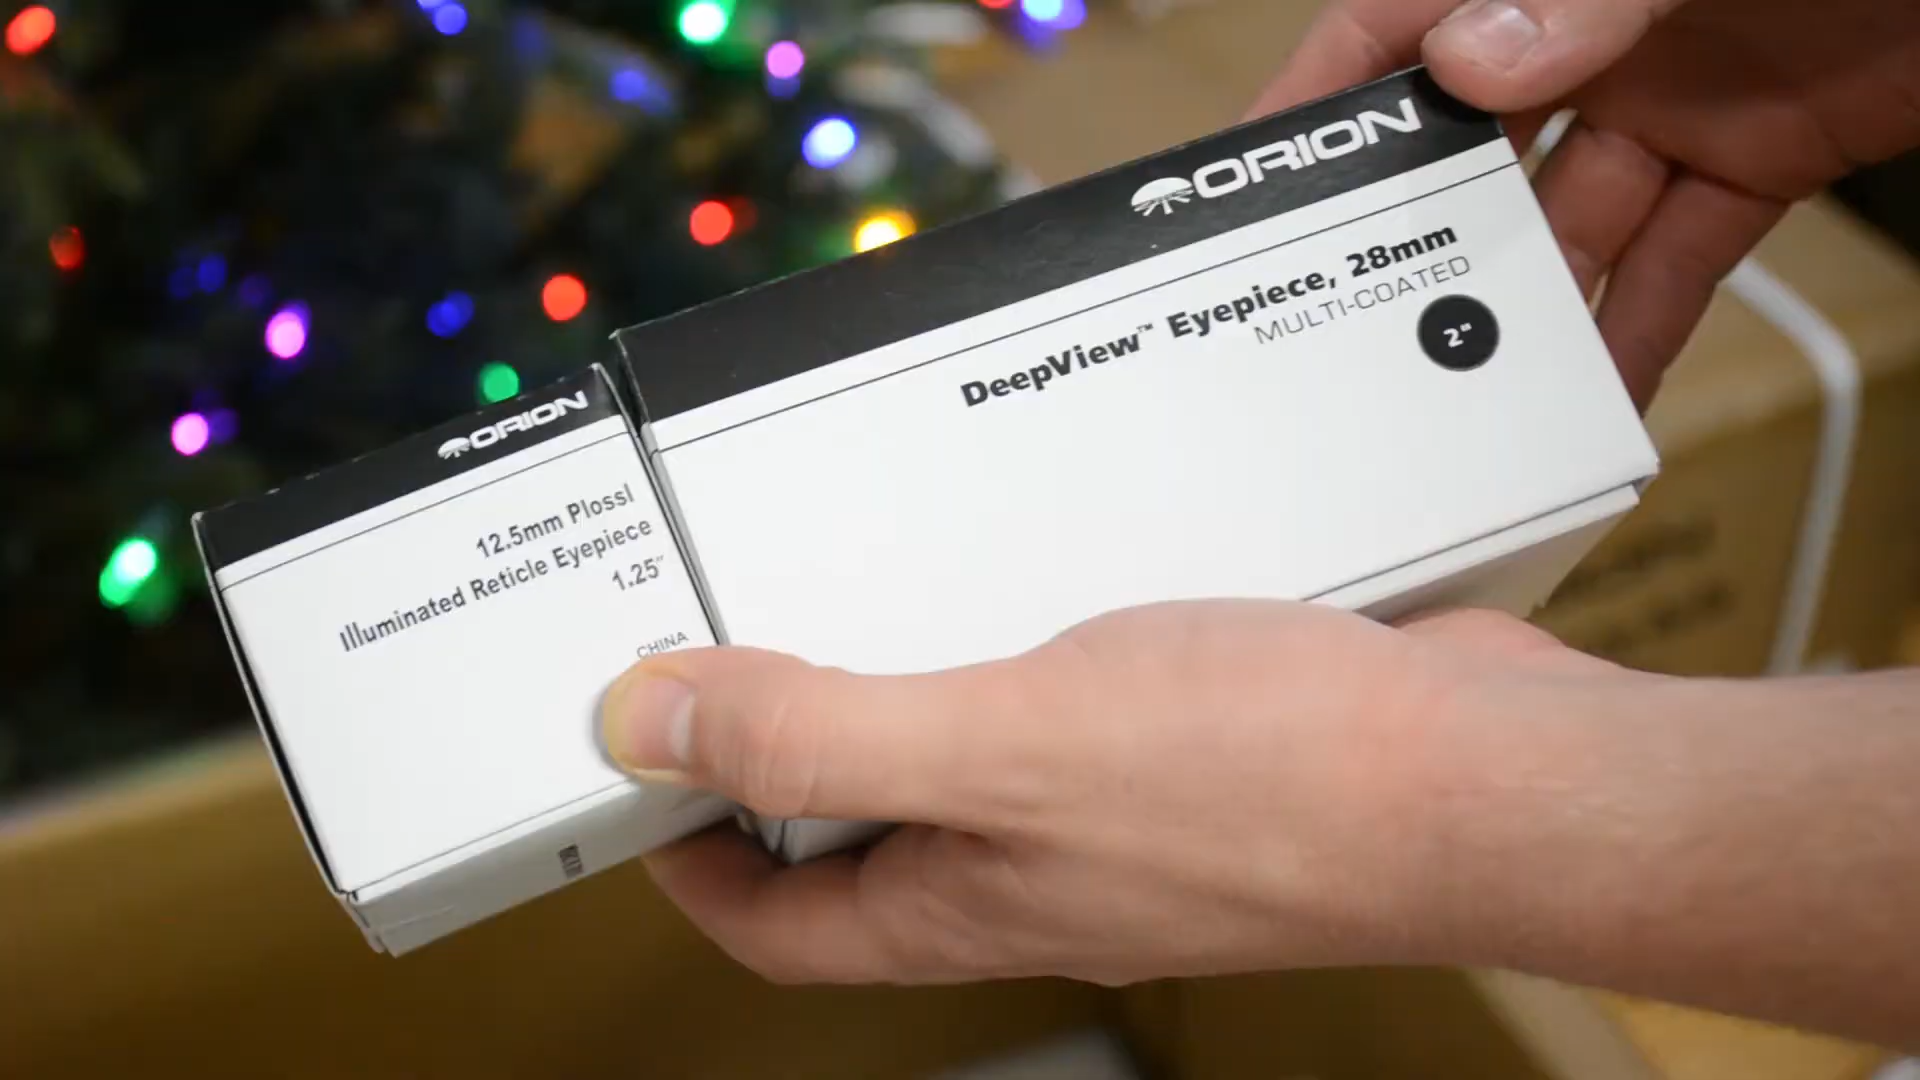 ORION
12.5mm Plossl
Illuminated Reticle Eyepiece
1.25"
CHINA
ORION
DeepView™ Eyepiece, 28mm
MULTI-COATED
2"